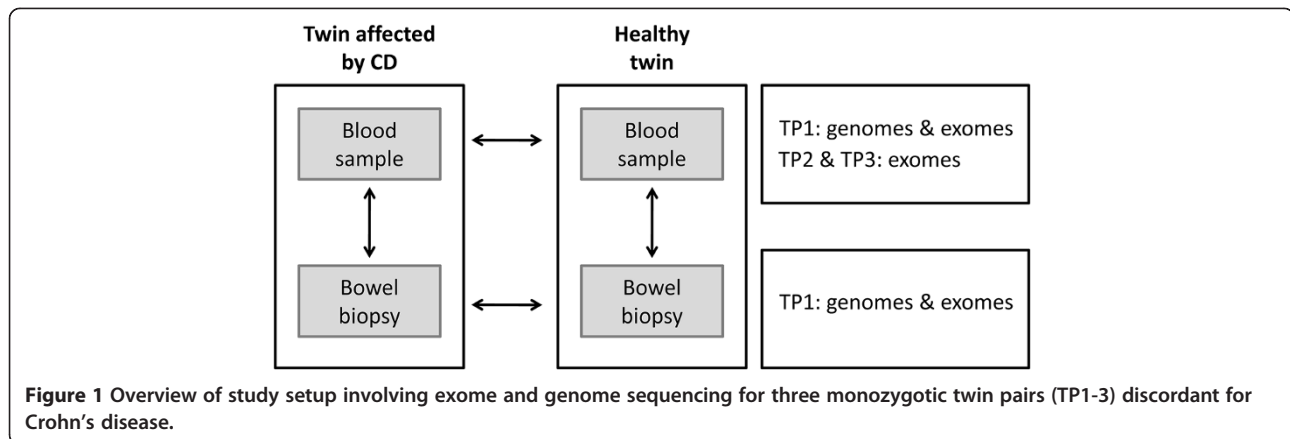 Twin affected
by CD
Healthy
twin
Blood
sample
Blood
sample
TP1: genomes & exomes
TP2 & TP3: exomes
Bowel
biopsy
Bowel
biopsy
TP1: genomes & exomes
Figure 1 Overview of study setup involving exome and genome sequencing for three monozygotic twin pairs (TP1-3) discordant for
Crohn's disease.